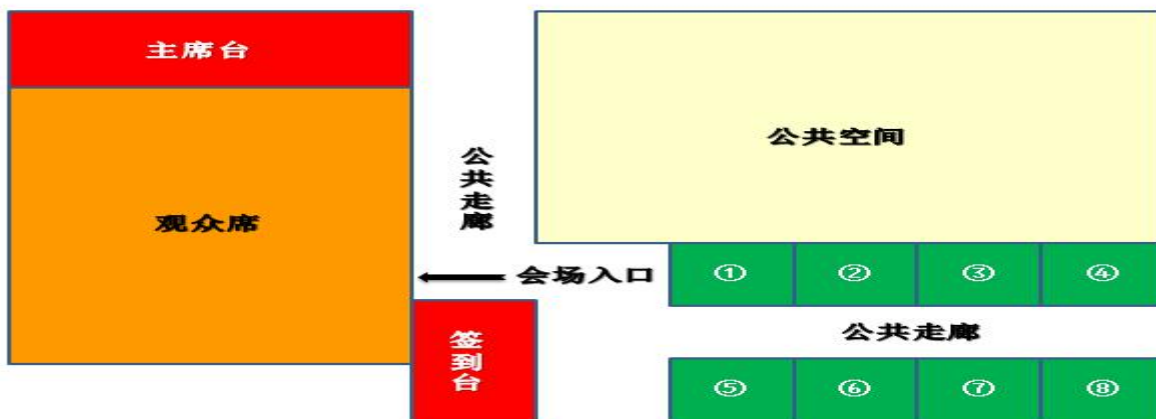 主席台
公共空间
公共走廊
观众席
会场入口
① ② ③ ④
公共走廊
签到台
⑤ ⑥ ⑦ ⑧